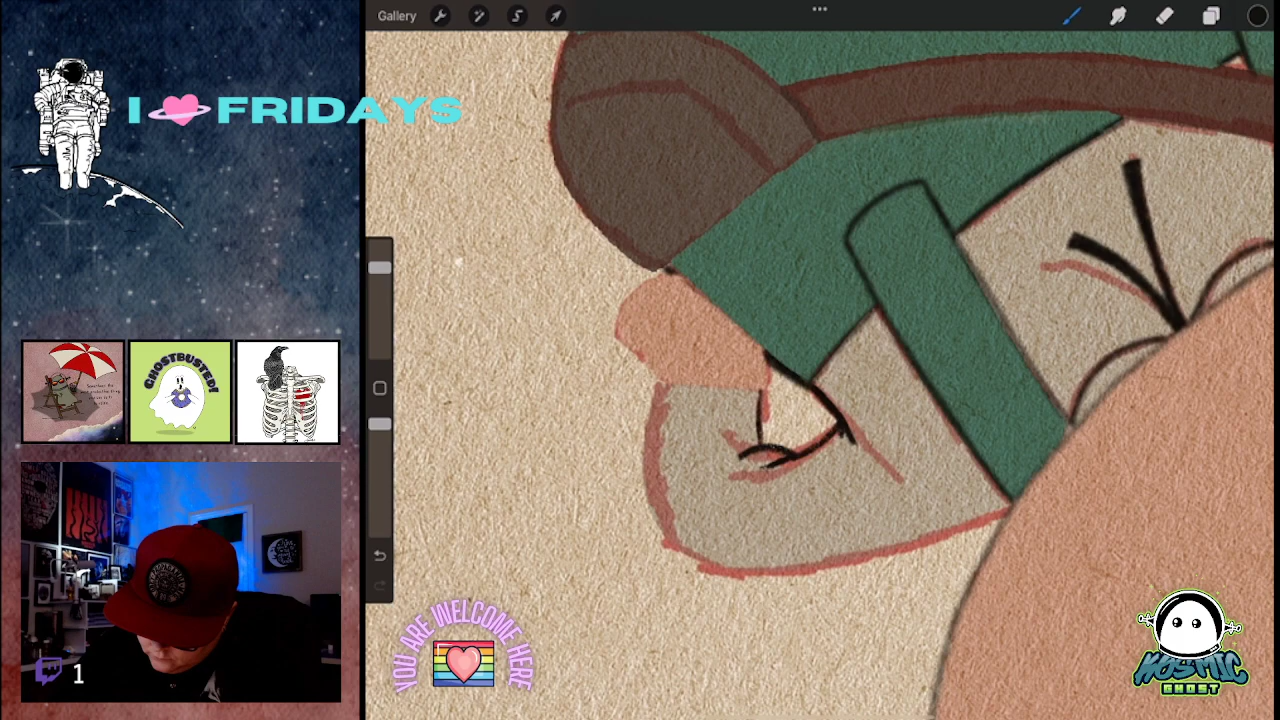 Gallery
I FRIDAYS
GHOSTBUSTED!
1
YOU ARE WELCOME HERE
KOSMIC
GHOST